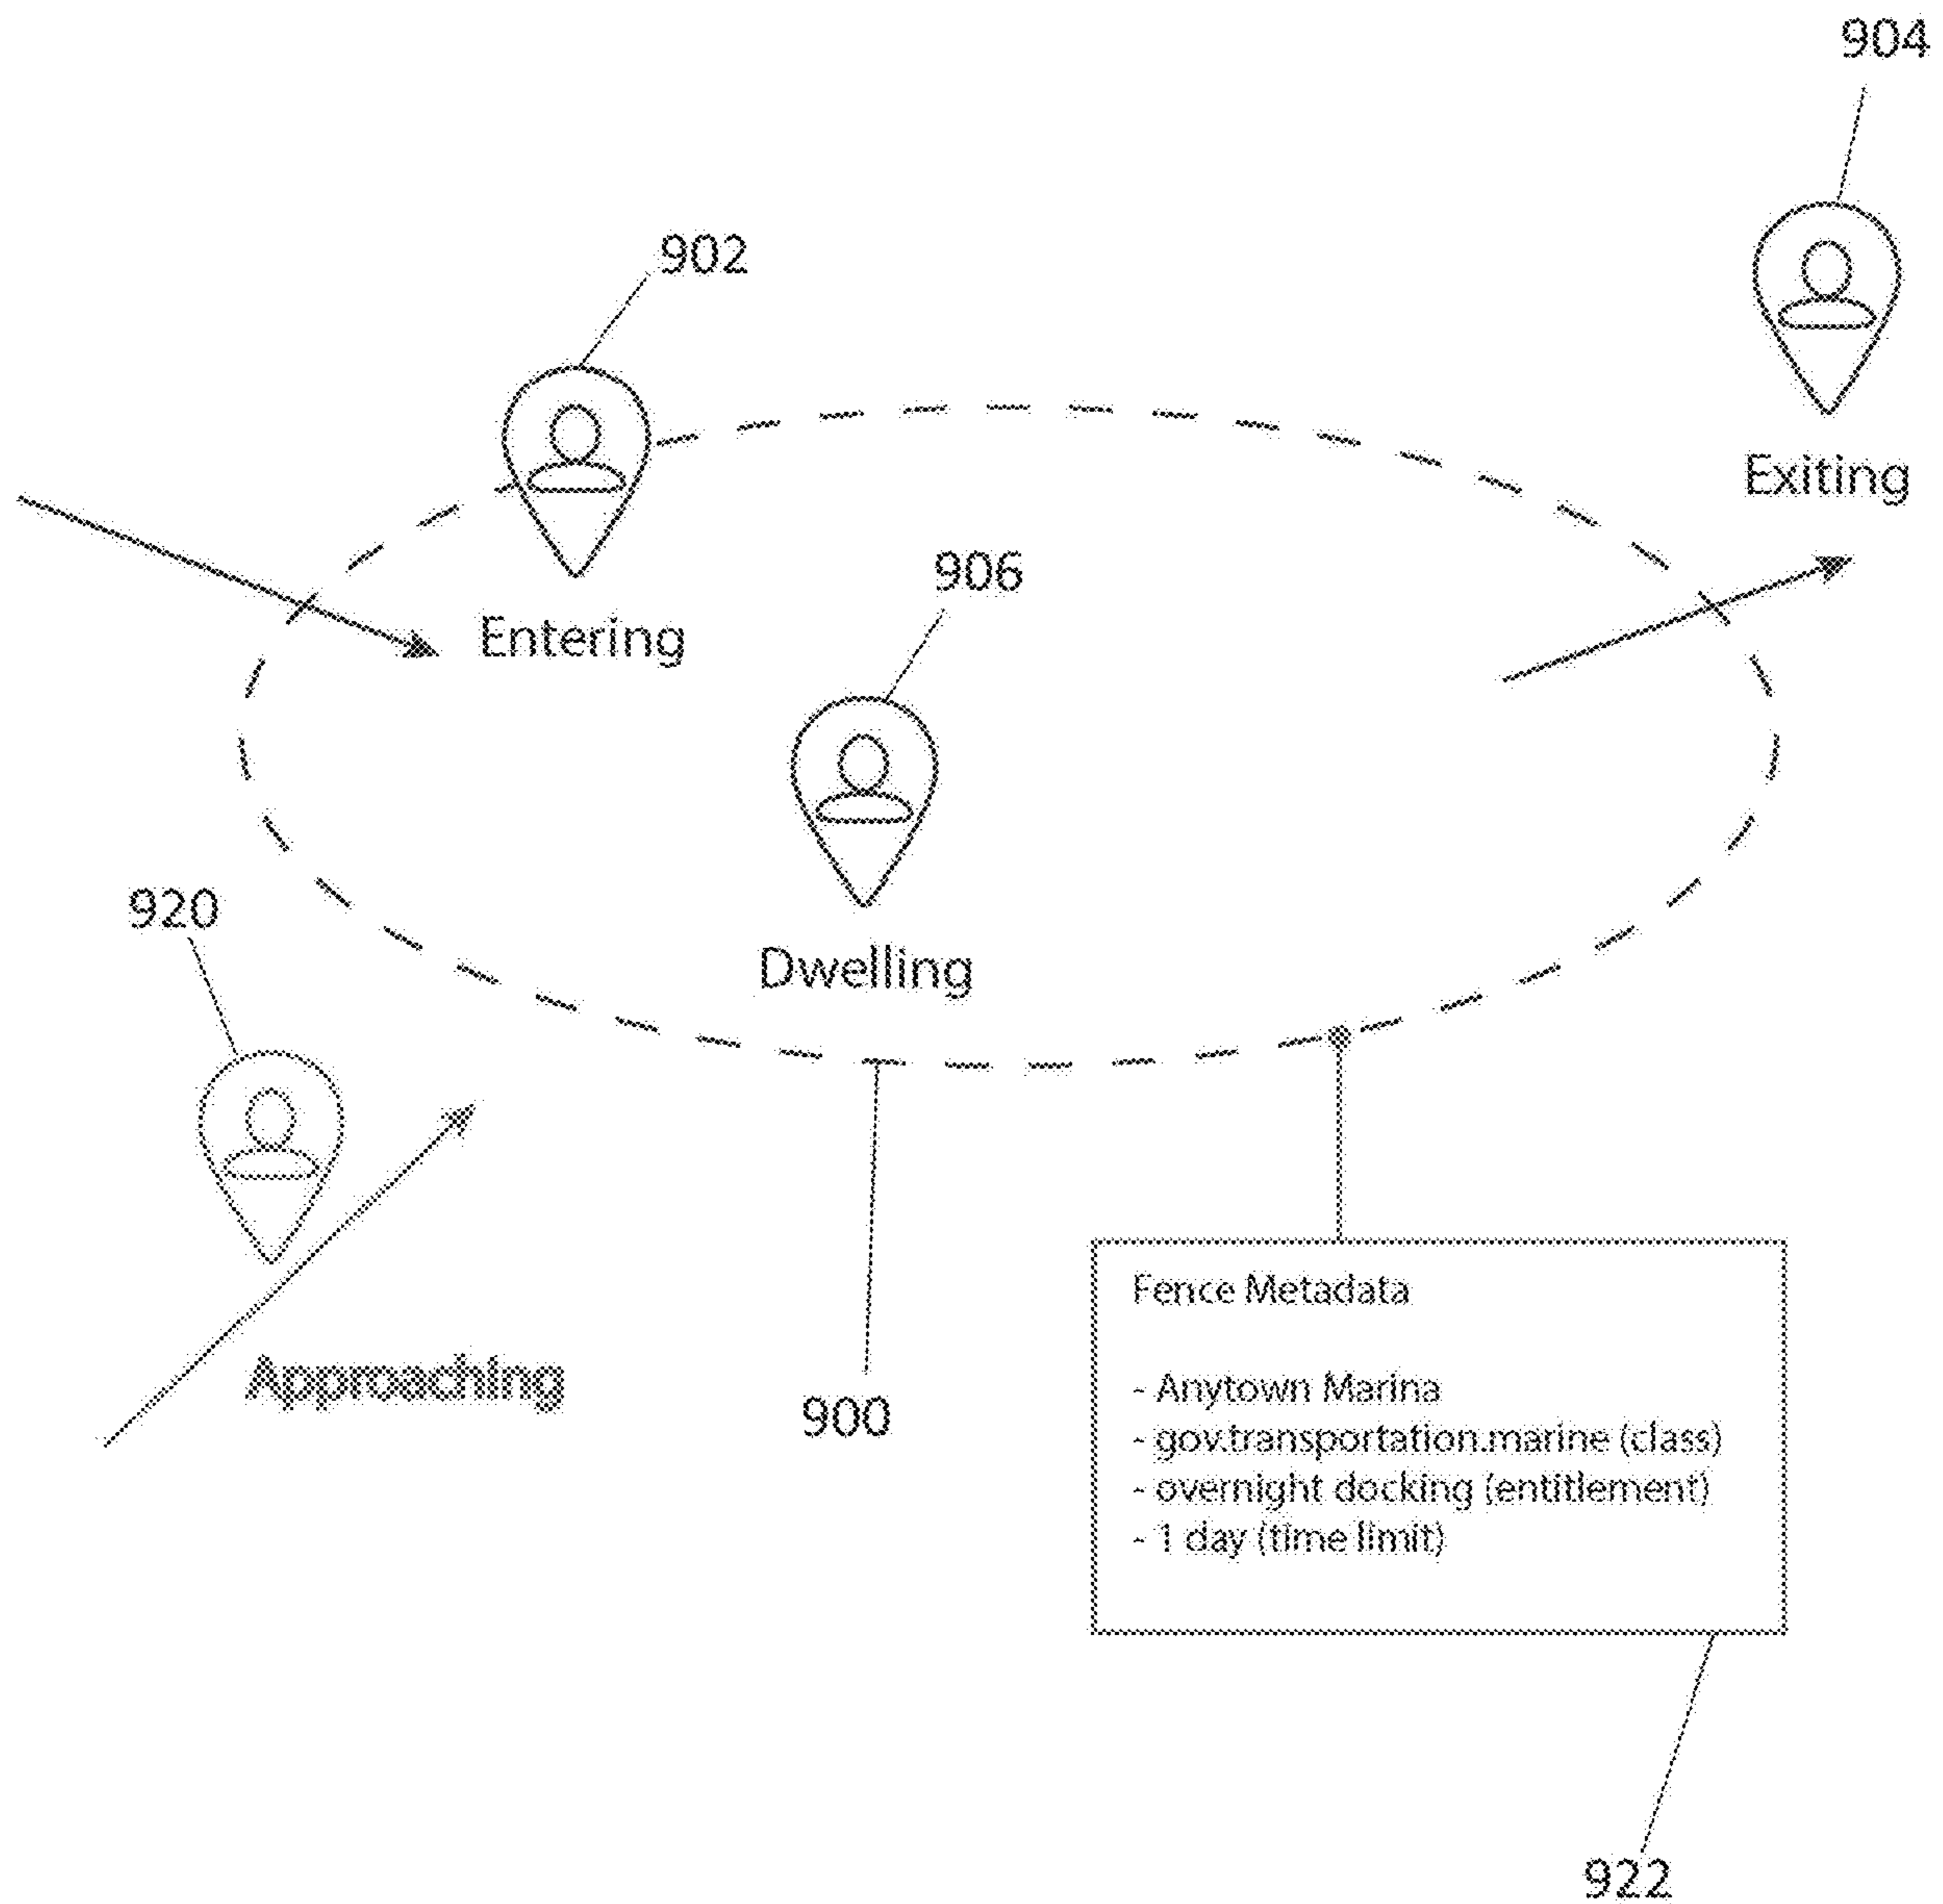 904
902
Exiting
906
Entering
920
Dwelling
Approaching
900
Fence Metadata
- Anytown Marina
- gov.transportation.marine (class)
- overnight docking (entitlement)
- 1 day (time limit)
922